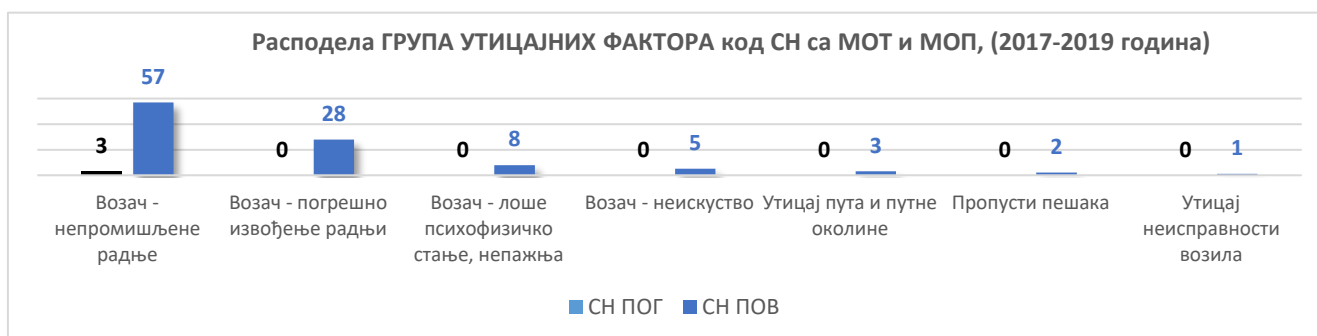 Расподела ГРУПА УТИЦАЈНИХ ФАКТОРА код СН са МОТ и МОП, (2017-2019 година)
3 57 0 28 0 8 0 5 0 3 0 2 0 1
Возач - непромишљене радње
Возач - погрешно извођење радњи
Возач - лоше психофизичко стање, непажња
Возач - неискуство
Утицај пута и путне околине
Пропусти пешака
Утицај неисправности возила
СН ПОГ СН ПОВ